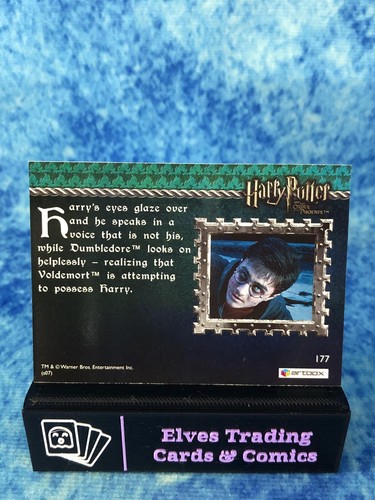 Harry Potter
AND THE
ORDER
OF THE
PHOENIX™
Harry's eyes glaze over
and he speaks in a
voice that is not his,
while Dumbledore™ looks on
helplessly – realizing that
Voldemort™ is attempting
to possess Harry.
177
TM & © Warner Bros. Entertainment Inc.
(s07)
artbox
Elves Trading
Cards & Comics